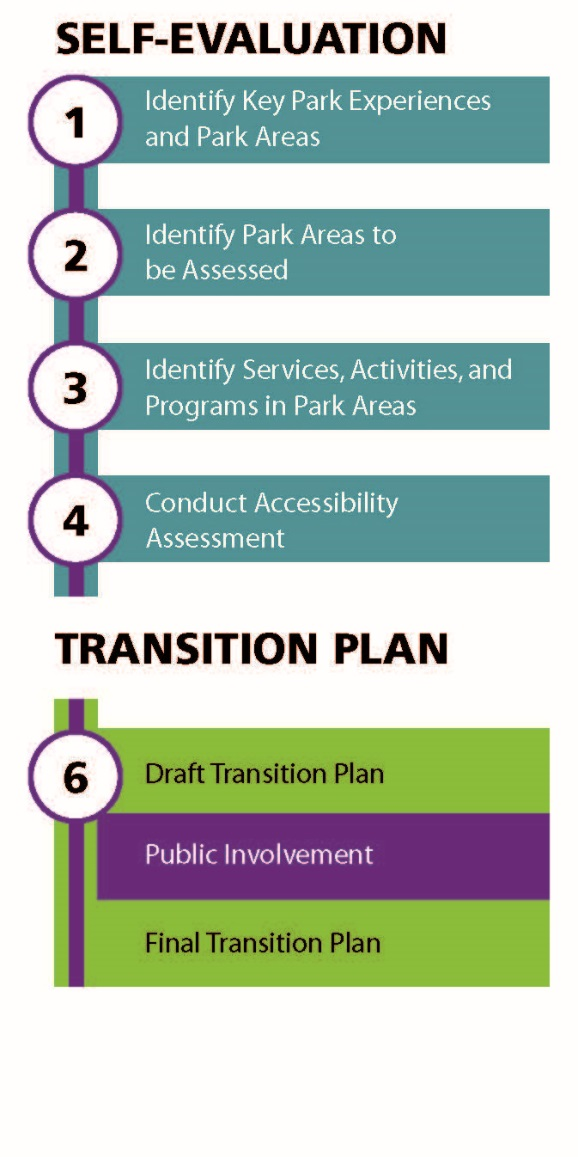 SELF-EVALUATION
1
Identify Key Park Experiences
and Park Areas
2
Identify Park Areas to
be Assessed
3
Identify Services, Activities, and
Programs in Park Areas
4
Conduct Accessibility
Assessment
TRANSITION PLAN
6
Draft Transition Plan
Public Involvement
Final Transition Plan